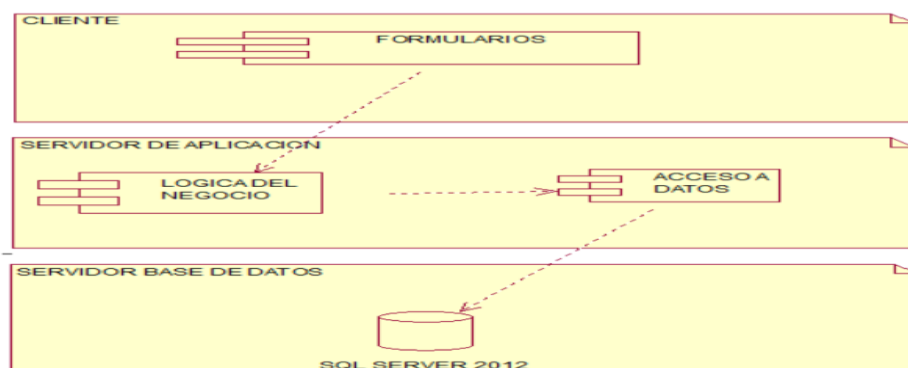 CLIENTE
FORMULARIOS
SERVIDOR DE APLICACION
LOGICA DEL
NEGOCIO
ACCESO A
DATOS
SERVIDOR BASE DE DATOS
SQL SERVER 2012